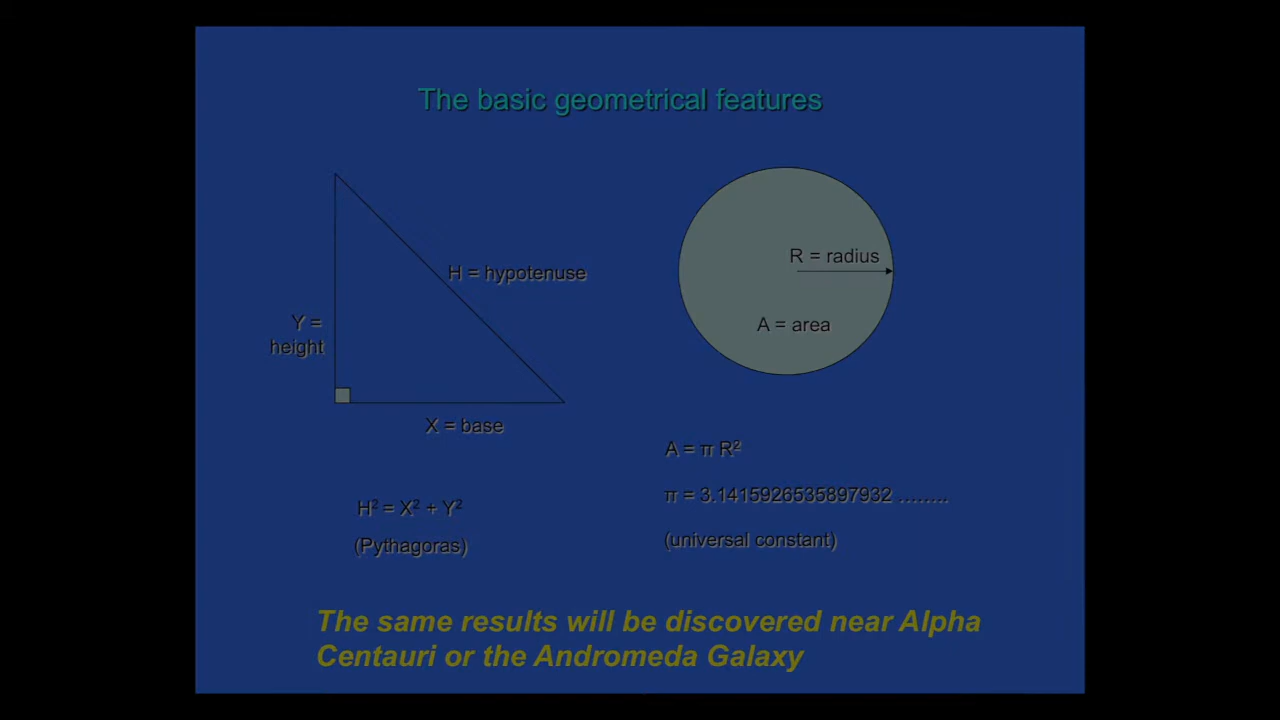 The basic geometrical features
H = hypotenuse
Y =
height
X = base
H² = X² + Y²
(Pythagoras)
R = radius
A = area
A = π R²
π = 3.1415926535897932 ........
(universal constant)
The same results will be discovered near Alpha
Centauri or the Andromeda Galaxy